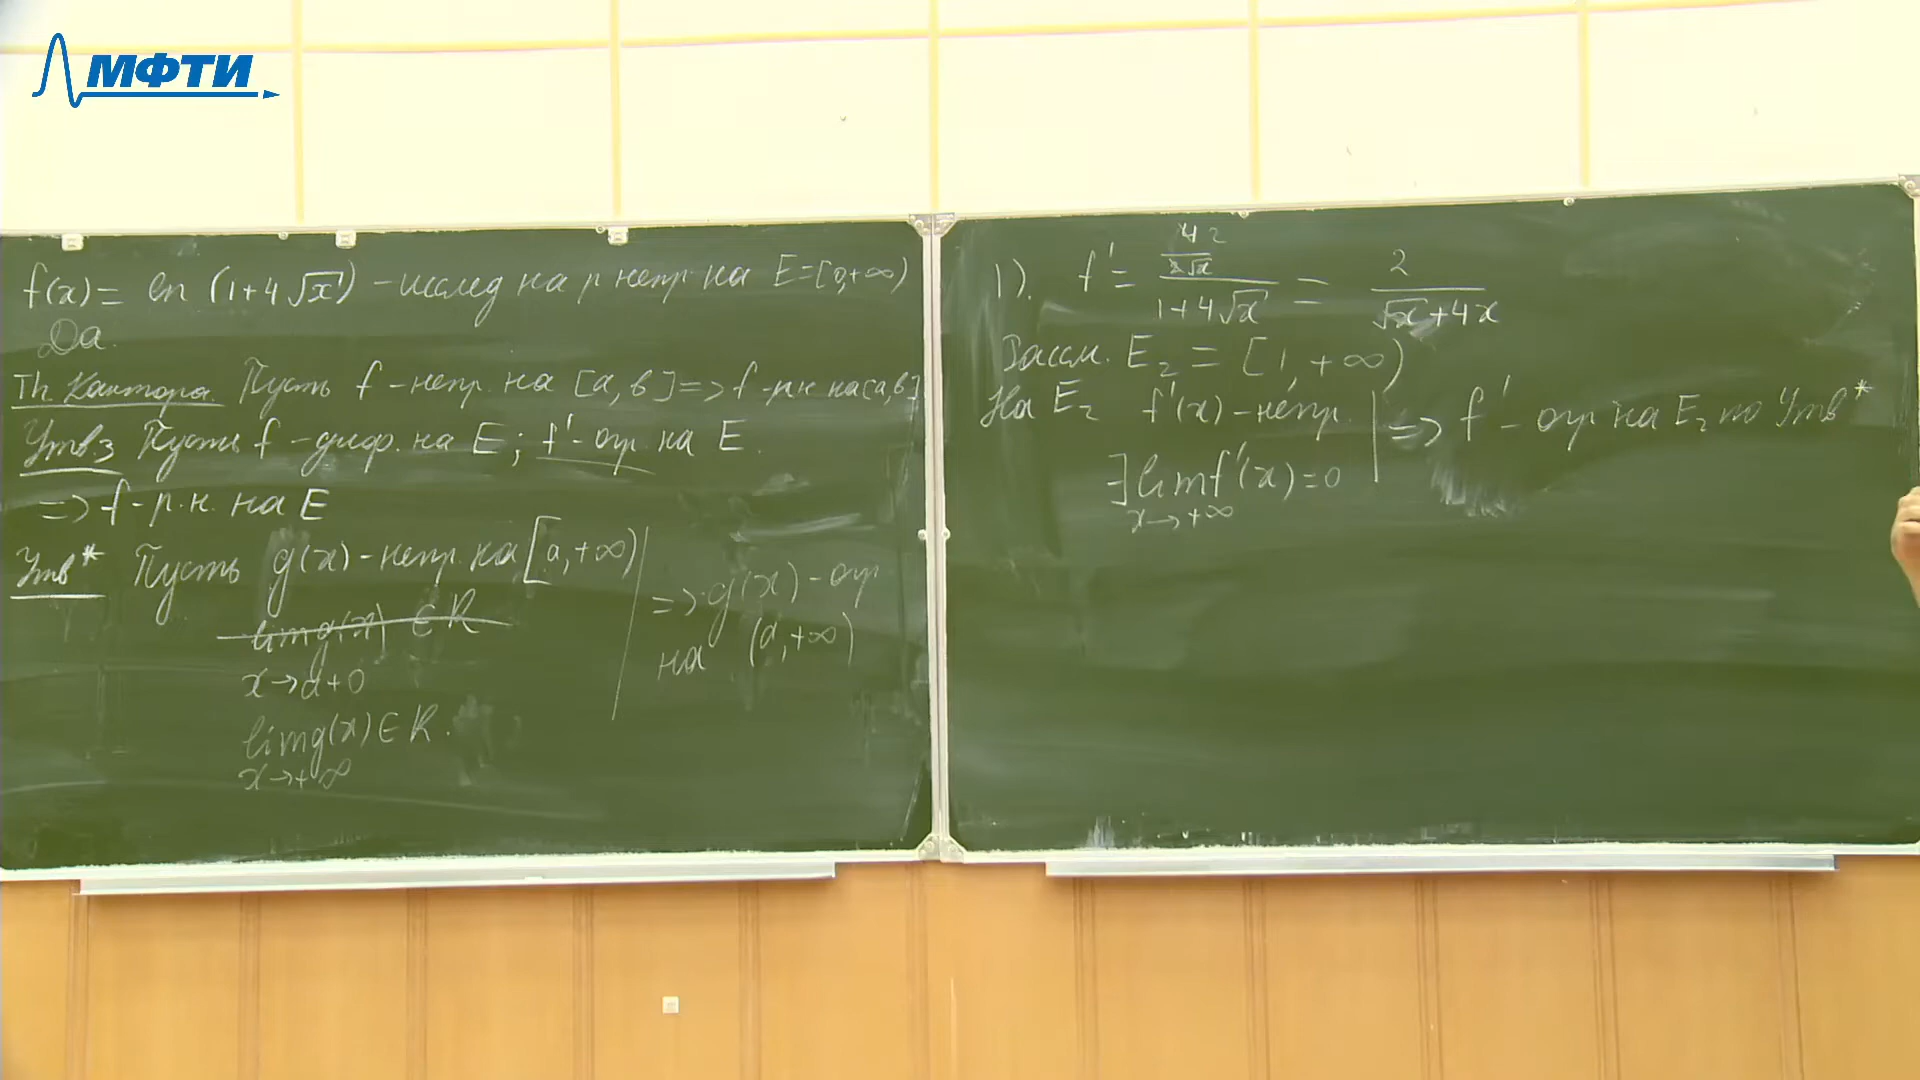 МФТИ
f(x) = ln (1+4√x) – исслед на р непр. на E=[0,+∞)
Да.
Th. Кантора. Пусть f – непр. на [a,b] => f – р.н. на [a,b]
Утв.3 Пусть f – диф. на E; f' – огр. на E.
=> f – р.н. на E
Утв* Пусть g(x) – непр. на [a,+∞) | => g(x) – огр
lim g(x) ∈ R на (a,+∞)
x→a+0
lim g(x) ∈ R.
x→+∞
1). f' = (4 2 / 2√x) / (1+4√x) = 2 / (√x+4x)
Рассм. E₂ = [1, +∞)
На E₂ f'(x) – непр. | => f' – огр на E₂ по Утв*
∃ lim f'(x) = 0
x→+∞